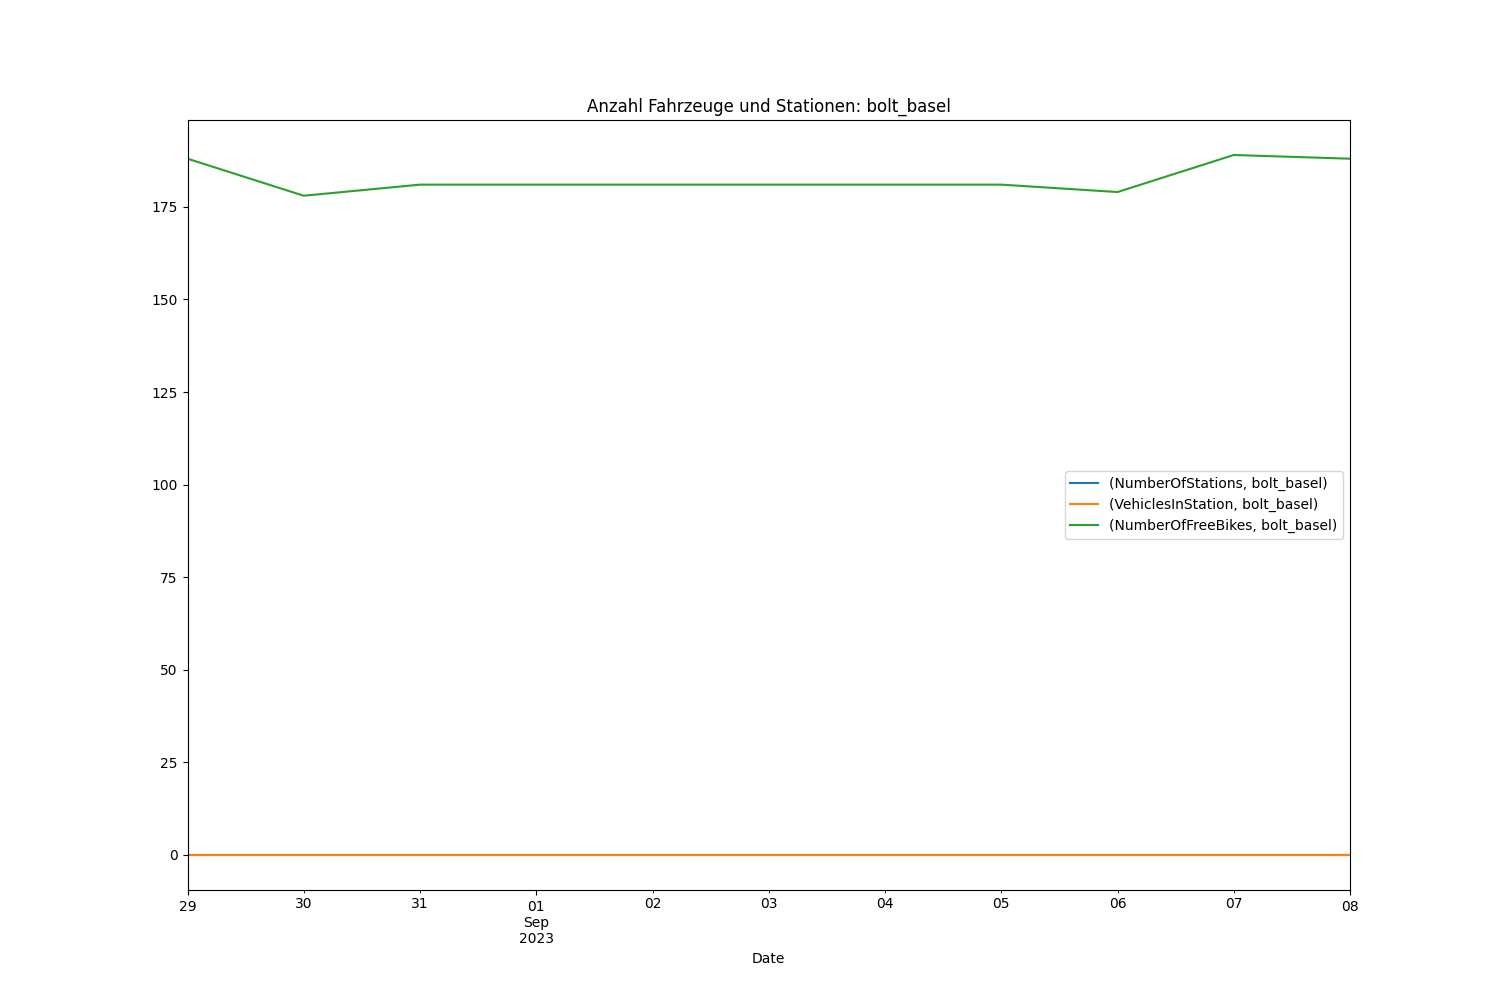 Anzahl Fahrzeuge und Stationen: bolt_basel
175
150
125
100
75
50
25
0
(NumberOfStations, bolt_basel)
(VehiclesInStation, bolt_basel)
(NumberOfFreeBikes, bolt_basel)
29 30 31 01 02 03 04 05 06 07 08
Sep
2023
Date